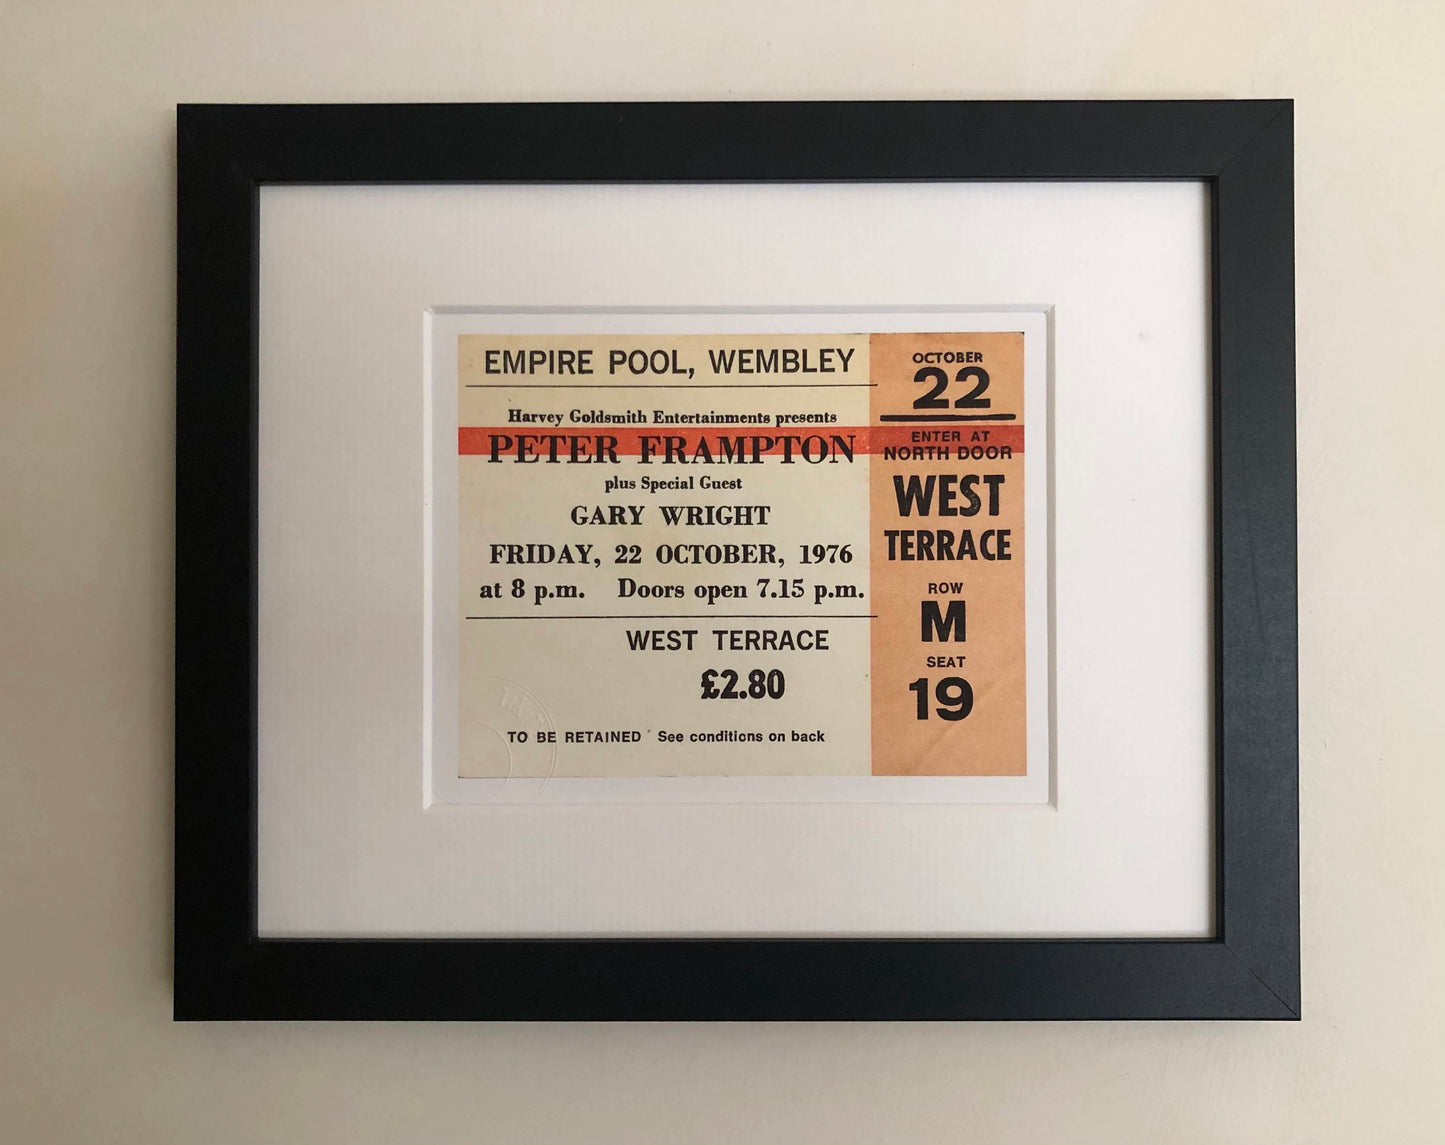 EMPIRE POOL, WEMBLEY
Harvey Goldsmith Entertainments presents
PETER FRAMPTON
plus Special Guest
GARY WRIGHT
FRIDAY, 22 OCTOBER, 1976
at 8 p.m. Doors open 7.15 p.m.
WEST TERRACE
£2.80
TO BE RETAINED See conditions on back
OCTOBER
22
ENTER AT
NORTH DOOR
WEST
TERRACE
ROW
M
SEAT
19